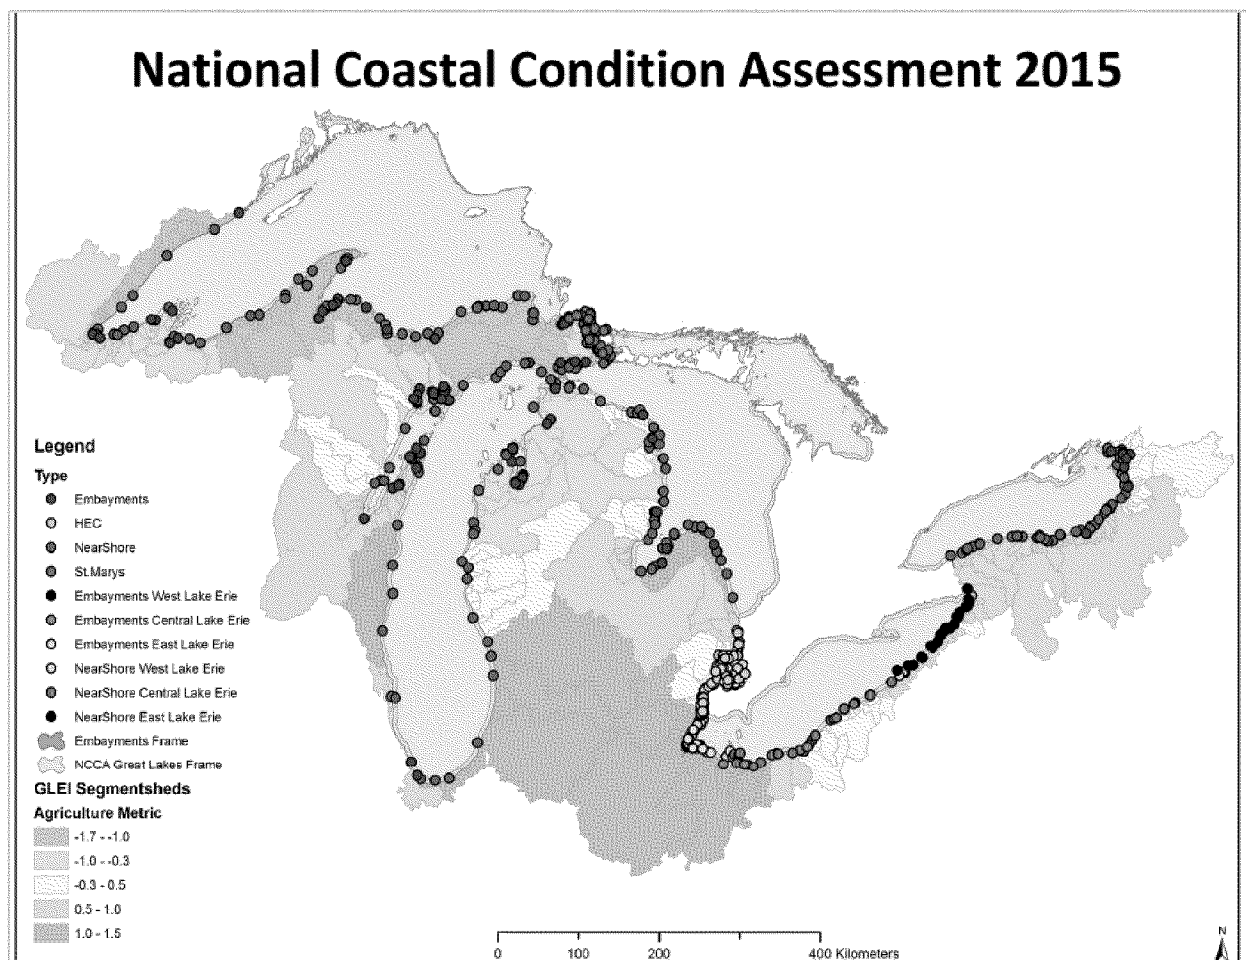 National Coastal Condition Assessment 2015
Legend
Type
Embayments
HEC
NearShore
St.Marys
Embayments West Lake Erie
Embayments Central Lake Erie
Embayments East Lake Erie
NearShore West Lake Erie
NearShore Central Lake Erie
NearShore East Lake Erie
Embayments Frame
NCCA Great Lakes Frame
GLEI Segmentsheds
Agriculture Metric
-1.7 - -1.0
-1.0 - -0.3
-0.3 - 0.5
0.5 - 1.0
1.0 - 1.5
0 100 200 400 Kilometers
N